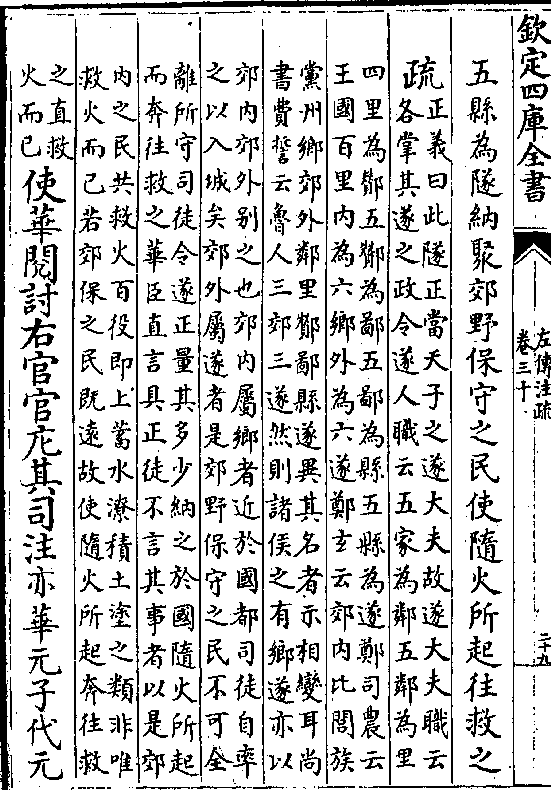 欽定四庫全書
左傳注疏
卷三十
二十九
五縣為隧納聚郊野保守之民使隨火所起往救之
疏
正義曰此隧正當天子之遂大夫故遂大夫職云
各掌其遂之政令遂人職云五家為鄰五鄰為里
四里為酇五酇為鄙五鄙為縣五縣為遂鄭司農云
王國百里内為六鄉外為六遂鄭玄云郊内比閭族
黨州鄉郊外鄰里酇鄙縣遂異其名者示相變耳尚
書費誓云魯人三郊三遂然則諸侯之有鄉遂亦以
郊内郊外别之也郊内屬鄉者近於國都司徒自率
之以入城矣郊外屬遂者是郊野保守之民不可全
離所守司徒令遂正量其多少納之於國隨火所起
而奔往救之華臣直言具正徒不言其事者以是郊
内之民共救火百役即上蓄水潦積土塗之類非唯
救火而已若郊保之民既遠故使隨火所起奔往救
之直救
火而已
使華閱討右官官庀其司注亦華元子代元